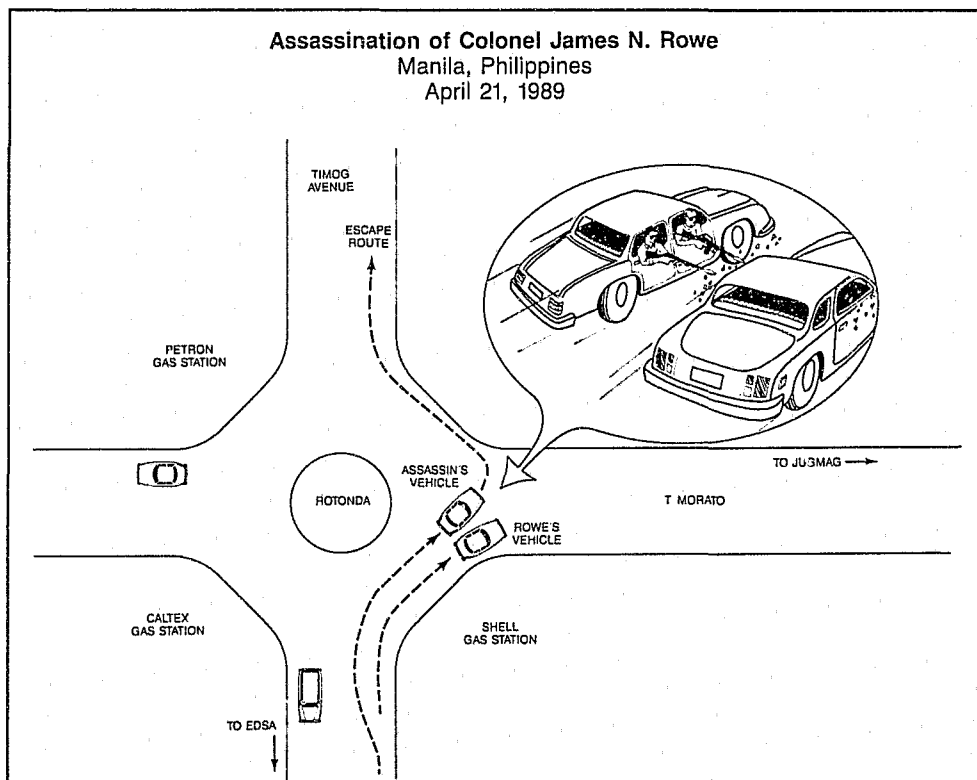 Assassination of Colonel James N. Rowe
Manila, Philippines
April 21, 1989
TIMOG
AVENUE
ESCAPE
ROUTE
PETRON
GAS STATION
TO JUSMAG
ASSASSIN'S
VEHICLE
ROTONDA
T MORATO
ROWE'S
VEHICLE
CALTEX
GAS STATION
SHELL
GAS STATION
TO EDSA